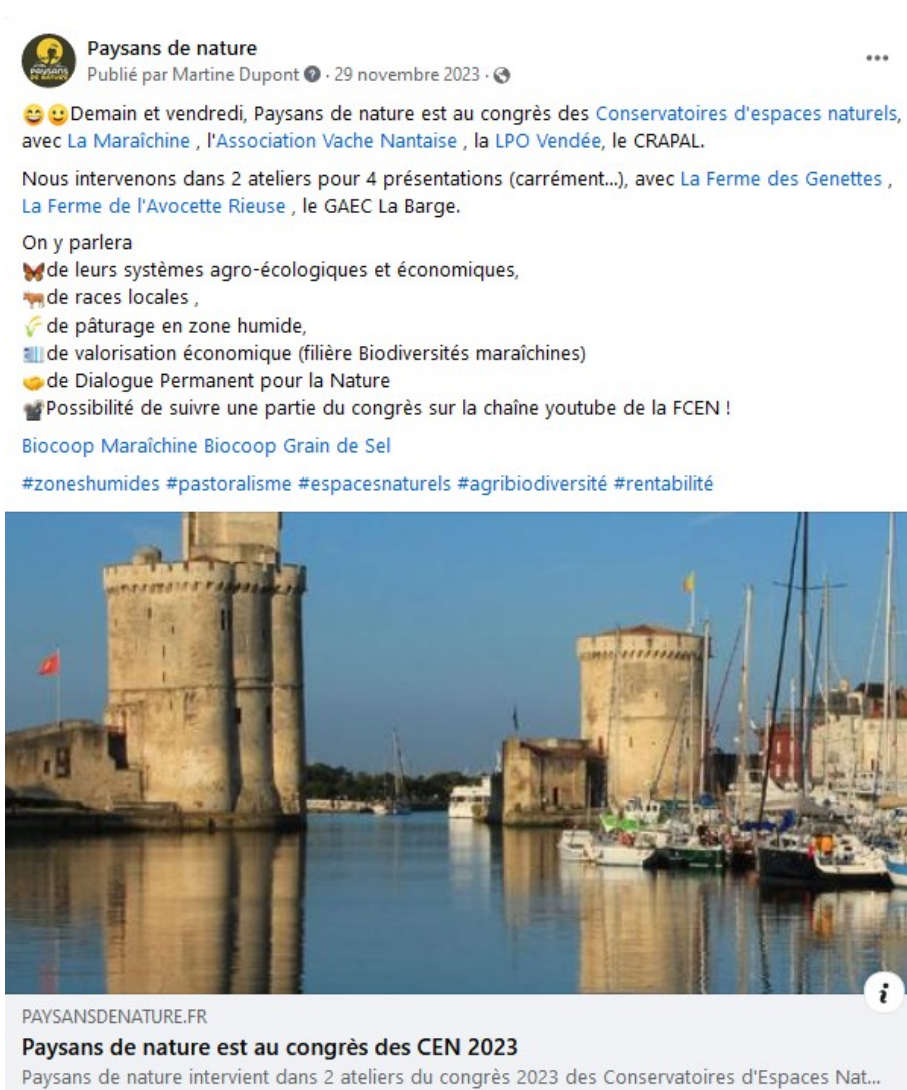 PAYSANS
DE NATURE
Paysans de nature
Publié par Martine Dupont · 29 novembre 2023 ·
😄😀Demain et vendredi, Paysans de nature est au congrès des Conservatoires d'espaces naturels,
avec La Maraîchine , l'Association Vache Nantaise , la LPO Vendée, le CRAPAL.
Nous intervenons dans 2 ateliers pour 4 présentations (carrément...), avec La Ferme des Genettes ,
La Ferme de l'Avocette Rieuse , le GAEC La Barge.
On y parlera
🦋de leurs systèmes agro-écologiques et économiques,
🐂de races locales ,
🌾de pâturage en zone humide,
💶de valorisation économique (filière Biodiversités maraîchines)
🤝de Dialogue Permanent pour la Nature
📽Possibilité de suivre une partie du congrès sur la chaîne youtube de la FCEN !
Biocoop Maraîchine Biocoop Grain de Sel
#zoneshumides #pastoralisme #espacesnaturels #agribiodiversité #rentabilité
PAYSANSDENATURE.FR
Paysans de nature est au congrès des CEN 2023
Paysans de nature intervient dans 2 ateliers du congrès 2023 des Conservatoires d'Espaces Nat...